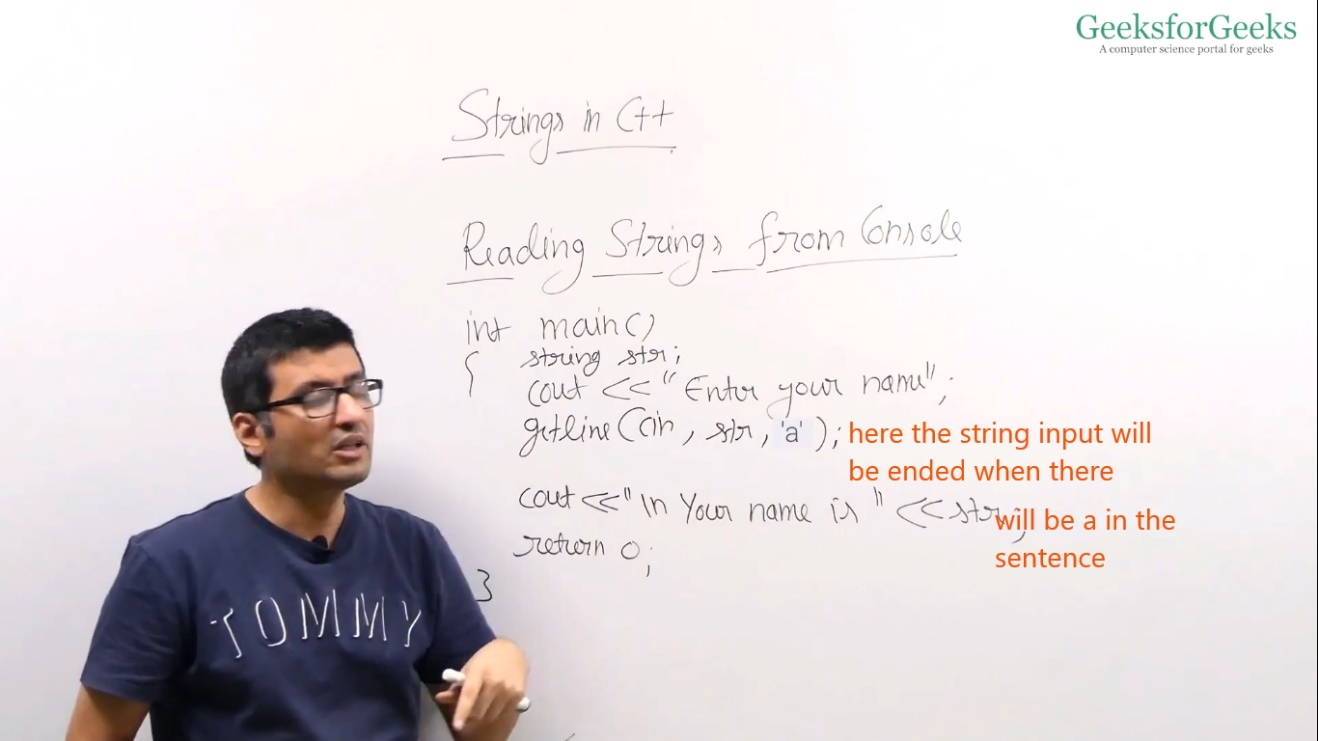 GeeksforGeeks
A computer science portal for geeks
Strings in C++
Reading Strings from Console
int main()
{ string str;
cout << "Enter your name";
getline(cin, str, 'a'); here the string input will
be ended when there
cout << "\n Your name is " << str;
will be a in the
sentence
return 0;
}
TOMMY